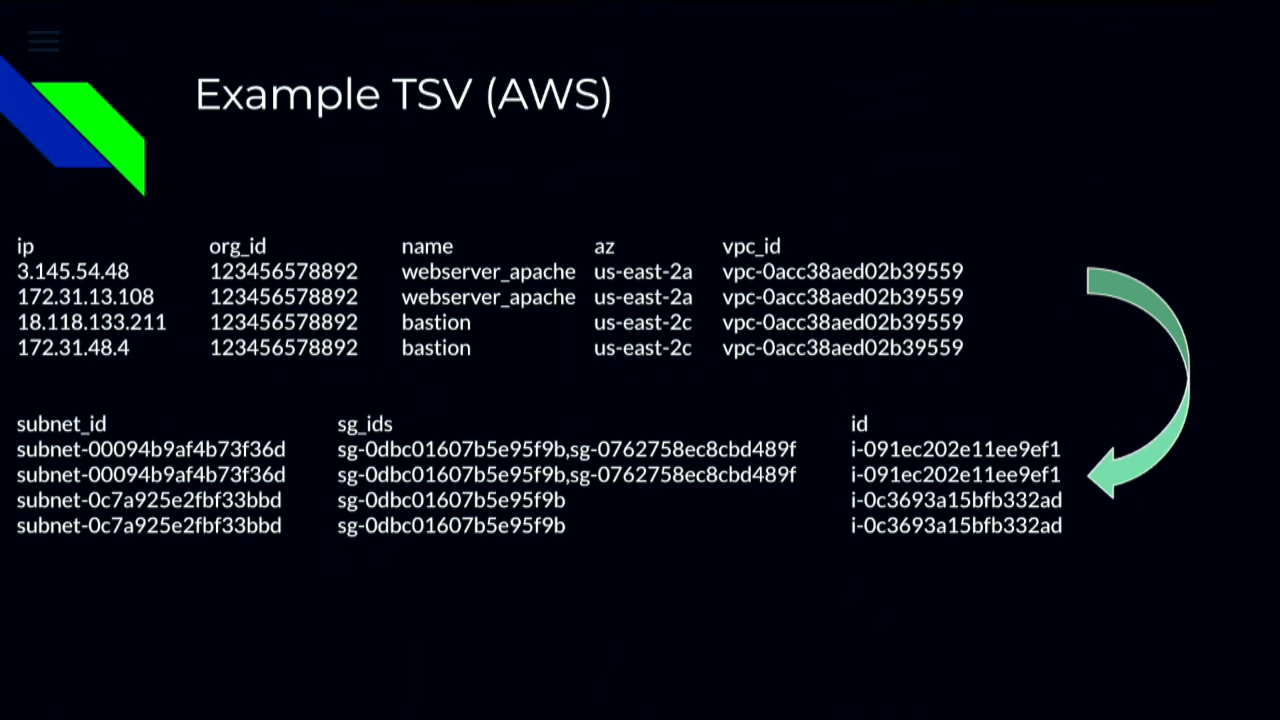 Example TSV (AWS)
ip org_id name az vpc_id
3.145.54.48 123456578892 webserver_apache us-east-2a vpc-0acc38aed02b39559
172.31.13.108 123456578892 webserver_apache us-east-2a vpc-0acc38aed02b39559
18.118.133.211 123456578892 bastion us-east-2c vpc-0acc38aed02b39559
172.31.48.4 123456578892 bastion us-east-2c vpc-0acc38aed02b39559
subnet_id sg_ids id
subnet-00094b9af4b73f36d sg-0dbc01607b5e95f9b,sg-0762758ec8cbd489f i-091ec202e11ee9ef1
subnet-00094b9af4b73f36d sg-0dbc01607b5e95f9b,sg-0762758ec8cbd489f i-091ec202e11ee9ef1
subnet-0c7a925e2fbf33bbd sg-0dbc01607b5e95f9b i-0c3693a15bfb332ad
subnet-0c7a925e2fbf33bbd sg-0dbc01607b5e95f9b i-0c3693a15bfb332ad